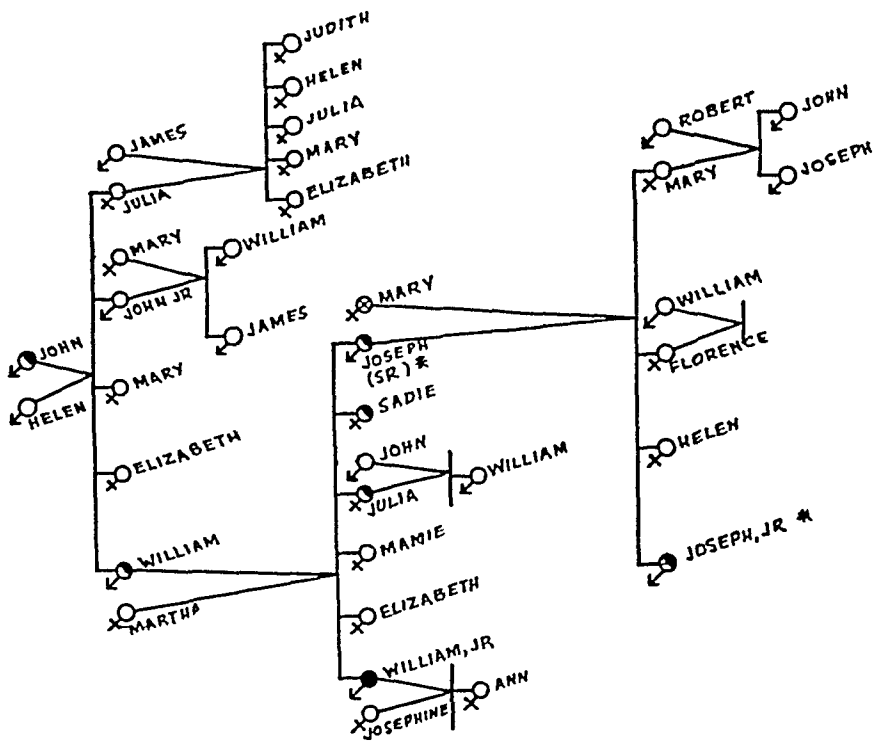 JUDITH
HELEN
JULIA
MARY
ELIZABETH
JAMES
JULIA
MARY
JOHN JR
WILLIAM
JAMES
JOHN
HELEN
MARY
ELIZABETH
WILLIAM
MARTHA
MARY
JOSEPH
(SR) *
SADIE
JOHN
JULIA
WILLIAM
MAMIE
ELIZABETH
WILLIAM, JR
JOSEPHINE
ANN
ROBERT
MARY
JOHN
JOSEPH
WILLIAM
FLORENCE
HELEN
JOSEPH, JR *